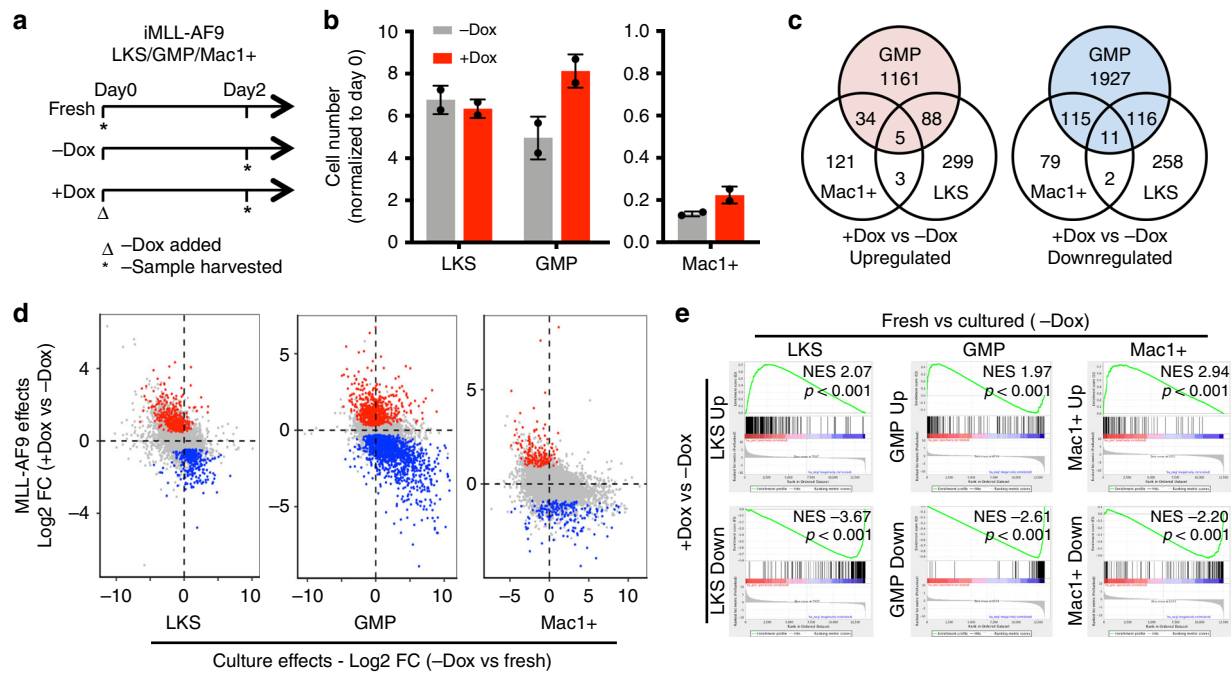 a
iMLL-AF9
LKS/GMP/Mac1+
Day0
Day2
Fresh
*
–Dox
*
+Dox
Δ
*
Δ –Dox added
* –Sample harvested
b
Cell number
(normalized to day 0)
–Dox
+Dox
10
8
6
4
2
0
LKS
GMP
1.0
0.8
0.6
0.4
0.2
0.0
Mac1+
c
GMP
1161
34
88
5
121
299
Mac1+
3
LKS
+Dox vs –Dox
Upregulated
GMP
1927
115
116
11
79
258
Mac1+
2
LKS
+Dox vs –Dox
Downregulated
d
MLL-AF9 effects
Log2 FC (+Dox vs –Dox)
4
0
–4
–10
0
10
LKS
5
0
–5
–10
0
10
GMP
5
0
–5
0
5
10
Mac1+
Culture effects - Log2 FC (–Dox vs fresh)
e
Fresh vs cultured (–Dox)
LKS
GMP
Mac1+
+Dox vs –Dox
LKS Up
NES 2.07
p < 0.001
GMP Up
NES 1.97
p < 0.001
Mac1+ Up
NES 2.94
p < 0.001
LKS Down
NES –3.67
p < 0.001
GMP Down
NES –2.61
p < 0.001
Mac1+ Down
NES –2.20
p < 0.001